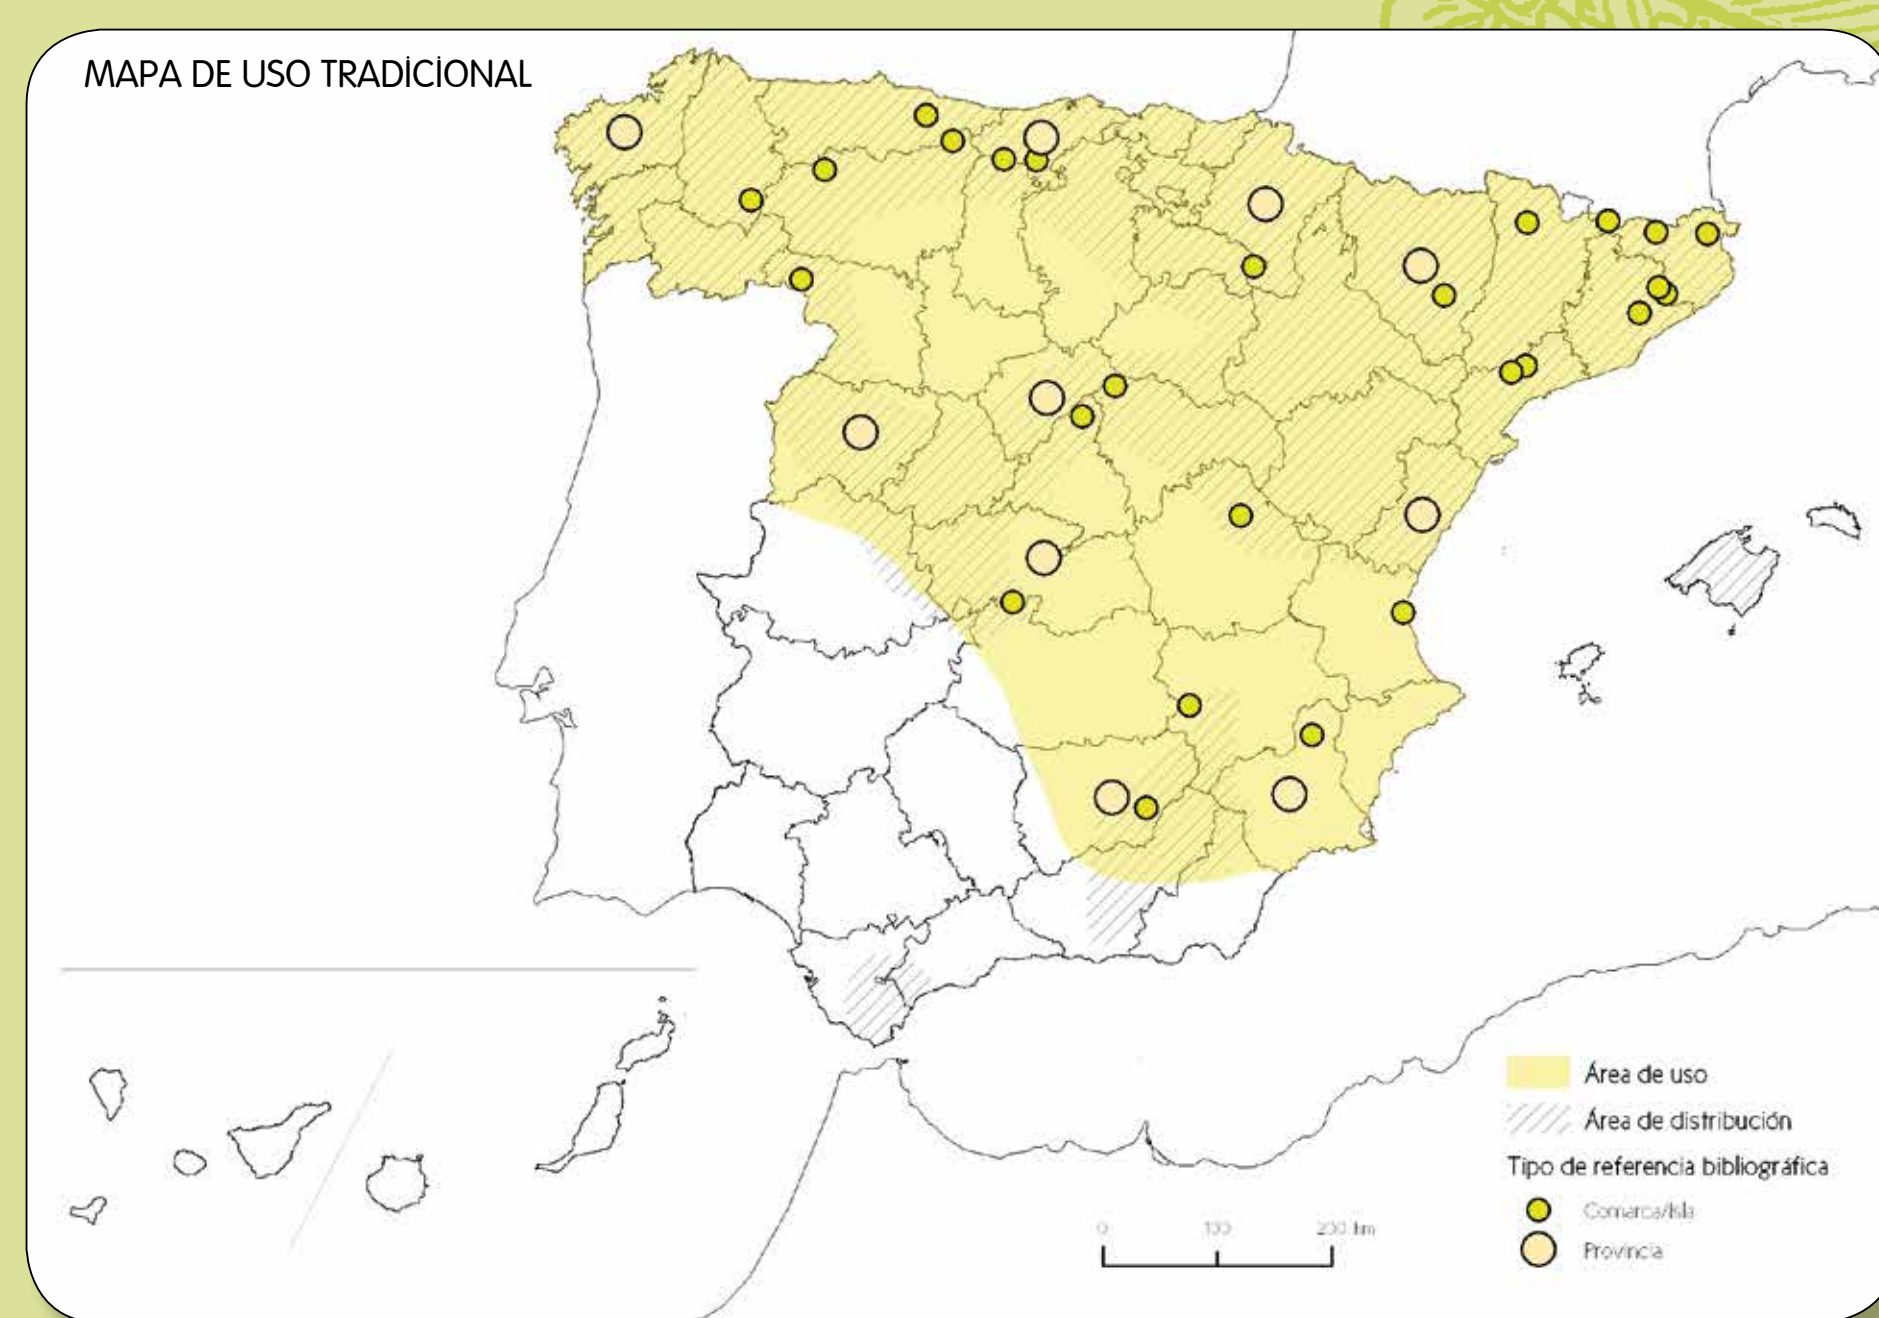 MAPA DE USO TRADICIONAL
Área de uso
Área de distribución
Tipo de referencia bibliográfica
Comarca/Isla
Provincia
0 100 200 km